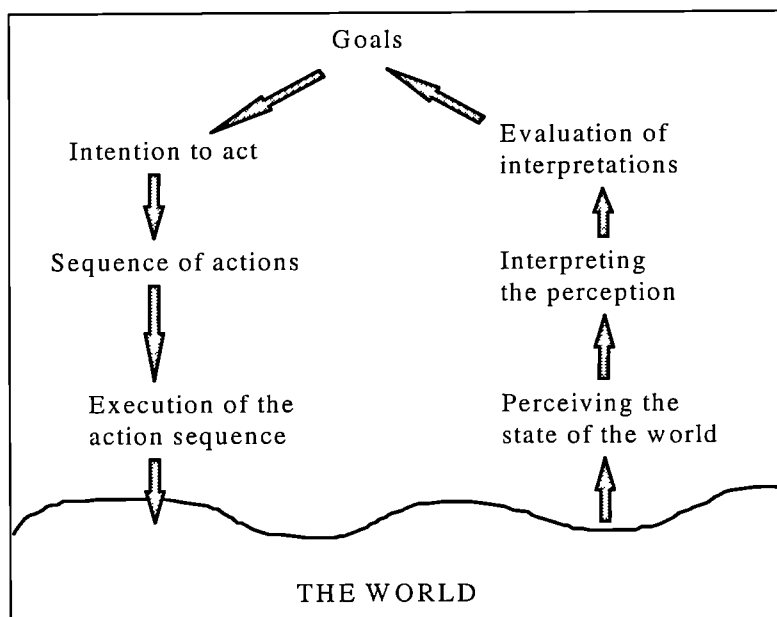 Goals
Intention to act
Sequence of actions
Execution of the
action sequence
Evaluation of
interpretations
Interpreting
the perception
Perceiving the
state of the world
THE WORLD